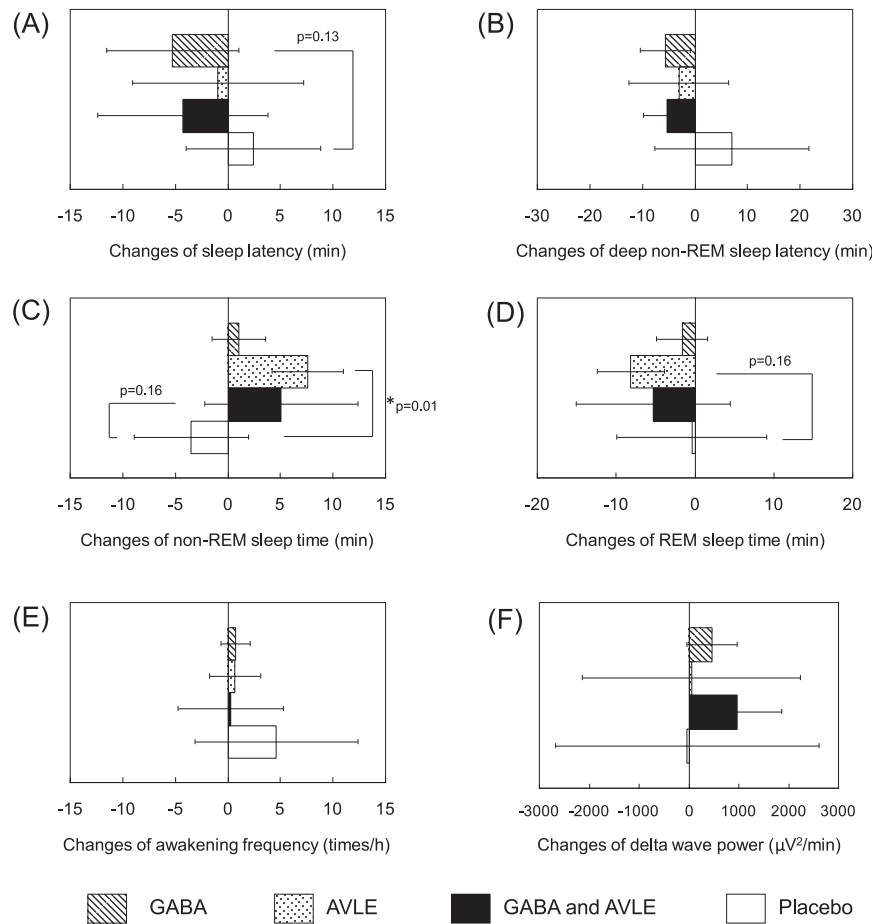 (A)
p=0.13
-15 -10 -5 0 5 10 15
Changes of sleep latency (min)
(B)
-30 -20 -10 0 10 20 30
Changes of deep non-REM sleep latency (min)
(C)
p=0.16
*p=0.01
-15 -10 -5 0 5 10 15
Changes of non-REM sleep time (min)
(D)
p=0.16
-20 -10 0 10 20
Changes of REM sleep time (min)
(E)
-15 -10 -5 0 5 10 15
Changes of awakening frequency (times/h)
(F)
-3000 -2000 -1000 0 1000 2000 3000
Changes of delta wave power (μV²/min)
GABA AVLE GABA and AVLE Placebo